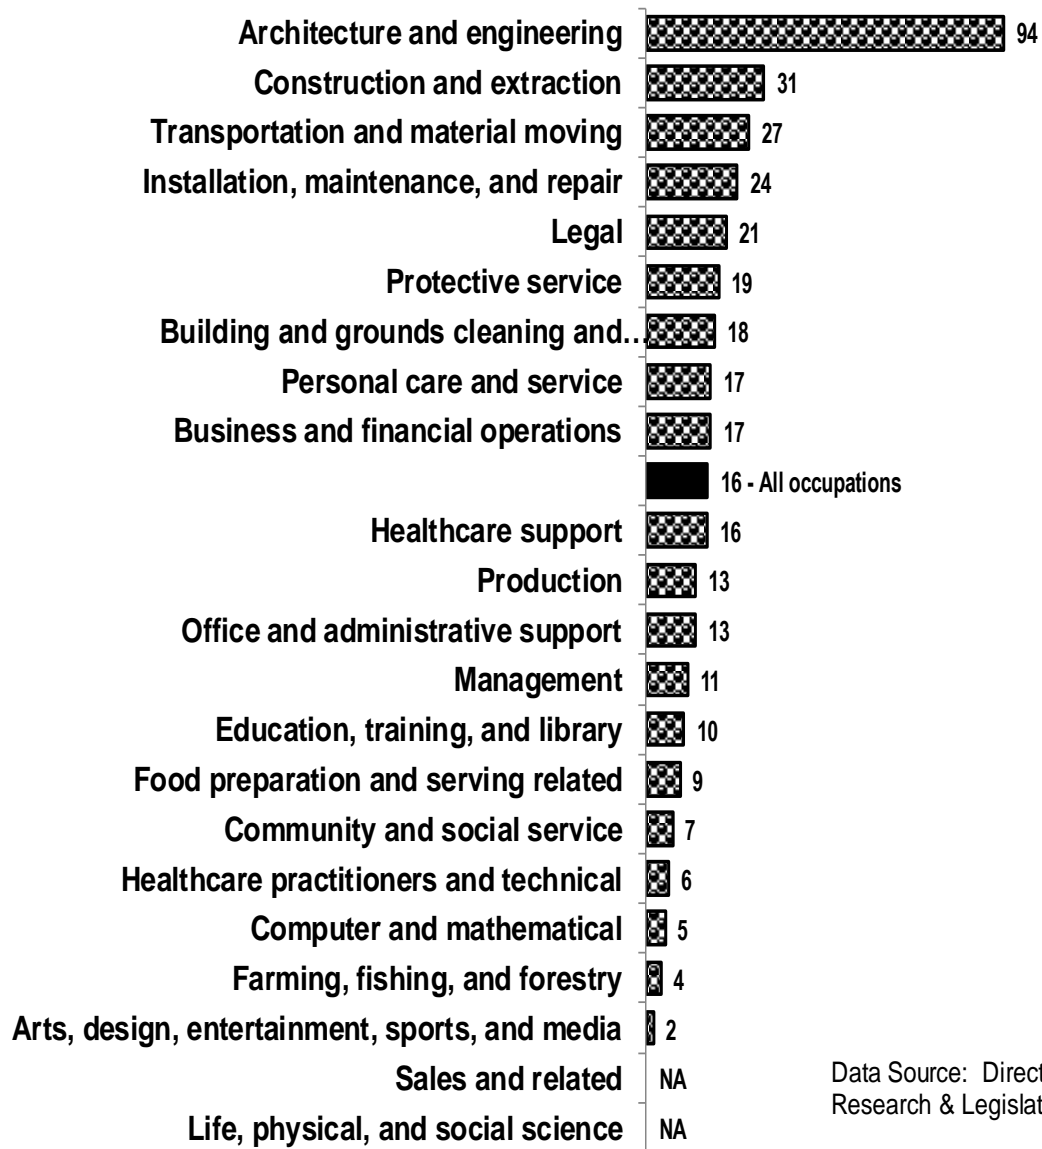 Architecture and engineering 94
Construction and extraction 31
Transportation and material moving 27
Installation, maintenance, and repair 24
Legal 21
Protective service 19
Building and grounds cleaning and... 18
Personal care and service 17
Business and financial operations 17
16 - All occupations
Healthcare support 16
Production 13
Office and administrative support 13
Management 11
Education, training, and library 10
Food preparation and serving related 9
Community and social service 7
Healthcare practitioners and technical 6
Computer and mathematical 5
Farming, fishing, and forestry 4
Arts, design, entertainment, sports, and media 2
Sales and related NA
Data Source: Direct
Research & Legislat
Life, physical, and social science NA